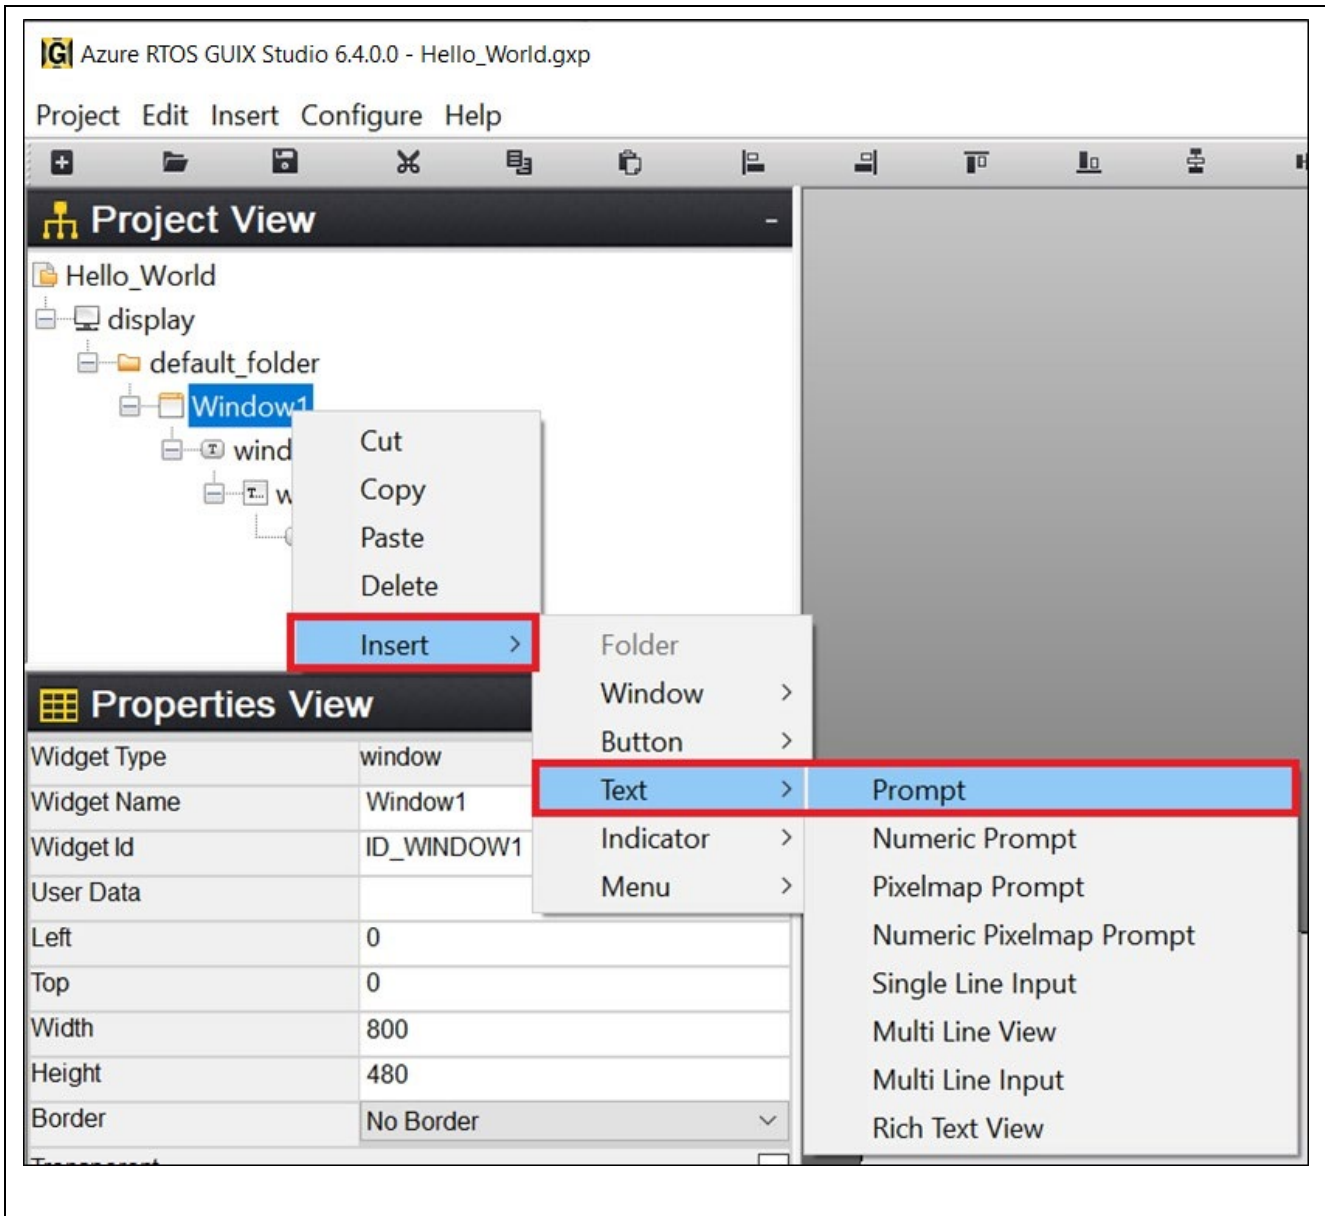 Azure RTOS GUIX Studio 6.4.0.0 - Hello_World.gxp
Project Edit Insert Configure Help
Project View
Hello_World
display
default_folder
Window1
wind
w
Cut
Copy
Paste
Delete
Insert
Folder
Window
Button
Text
Indicator
Menu
Prompt
Numeric Prompt
Pixelmap Prompt
Numeric Pixelmap Prompt
Single Line Input
Multi Line View
Multi Line Input
Rich Text View
Properties View
Widget Type window
Widget Name Window1
Widget Id ID_WINDOW1
User Data
Left 0
Top 0
Width 800
Height 480
Border No Border